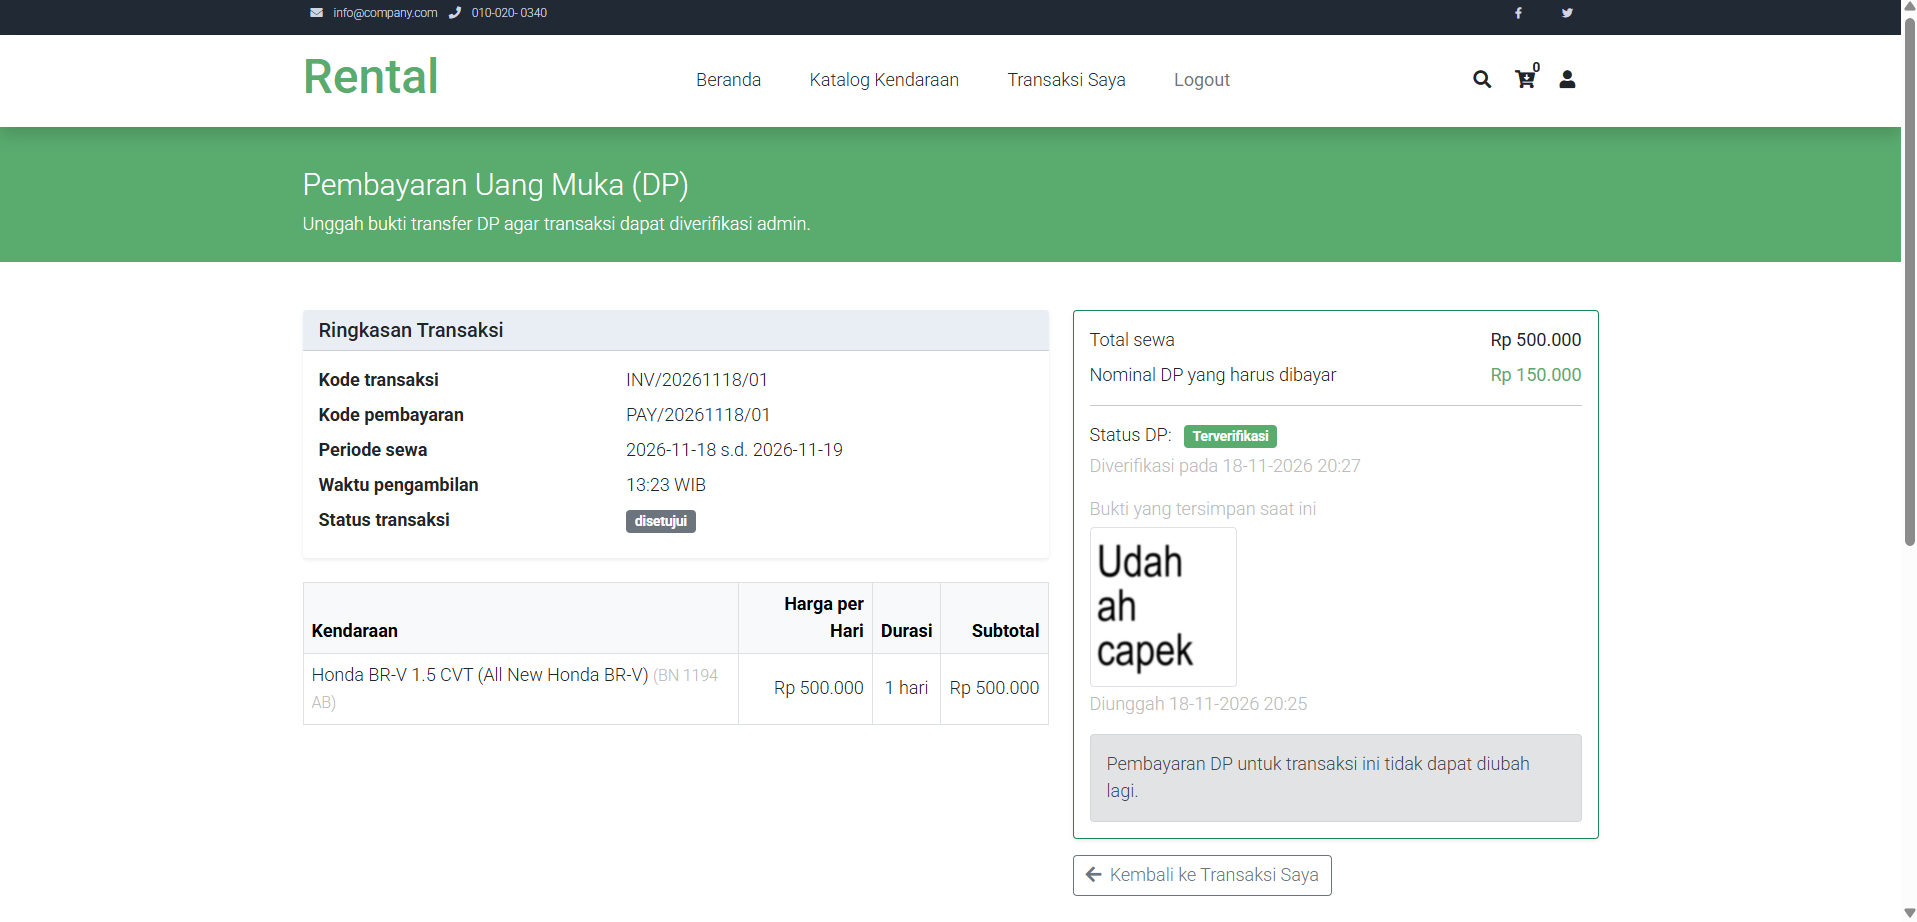 info@company.com 010-020- 0340
Rental
Beranda Katalog Kendaraan Transaksi Saya Logout
0
Pembayaran Uang Muka (DP)
Unggah bukti transfer DP agar transaksi dapat diverifikasi admin.
Ringkasan Transaksi
Kode transaksi INV/20261118/01
Kode pembayaran PAY/20261118/01
Periode sewa 2026-11-18 s.d. 2026-11-19
Waktu pengambilan 13:23 WIB
Status transaksi disetujui
Kendaraan Harga per Hari Durasi Subtotal
Honda BR-V 1.5 CVT (All New Honda BR-V) (BN 1194 AB) Rp 500.000 1 hari Rp 500.000
Total sewa Rp 500.000
Nominal DP yang harus dibayar Rp 150.000
Status DP: Terverifikasi
Diverifikasi pada 18-11-2026 20:27
Bukti yang tersimpan saat ini
Udah
ah
capek
Diunggah 18-11-2026 20:25
Pembayaran DP untuk transaksi ini tidak dapat diubah
lagi.
Kembali ke Transaksi Saya